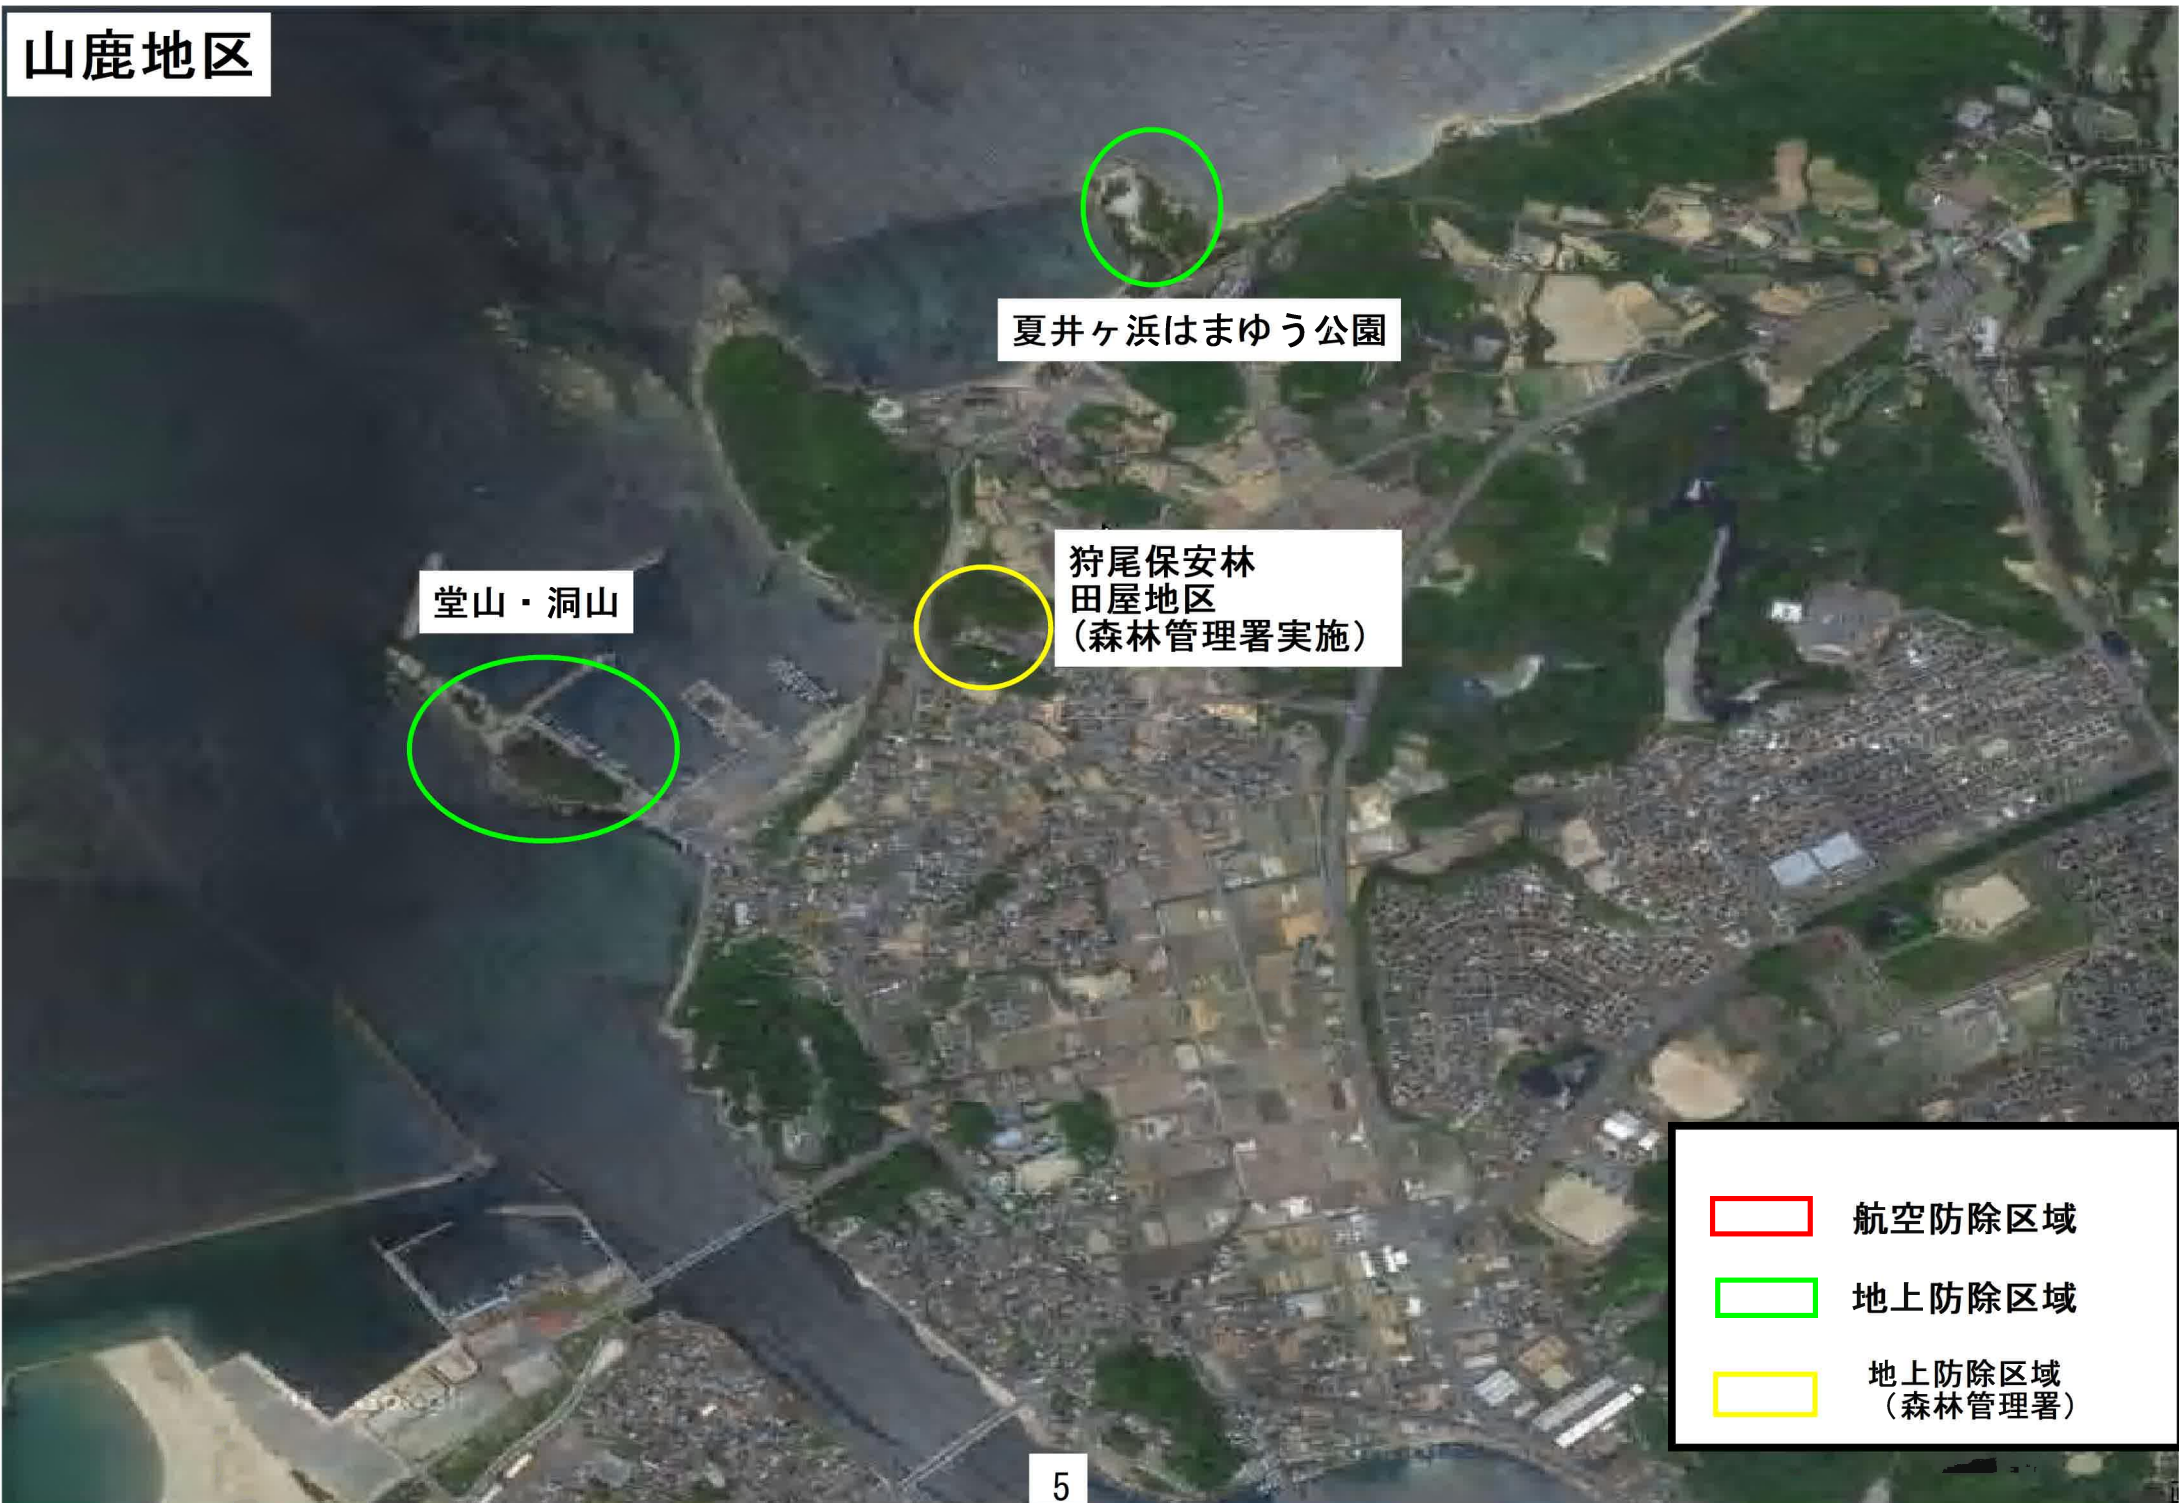 山鹿地区
夏井ヶ浜はまゆう公園
狩尾保安林
田屋地区
（森林管理署実施）
堂山・洞山
航空防除区域
地上防除区域
地上防除区域
（森林管理署）
5